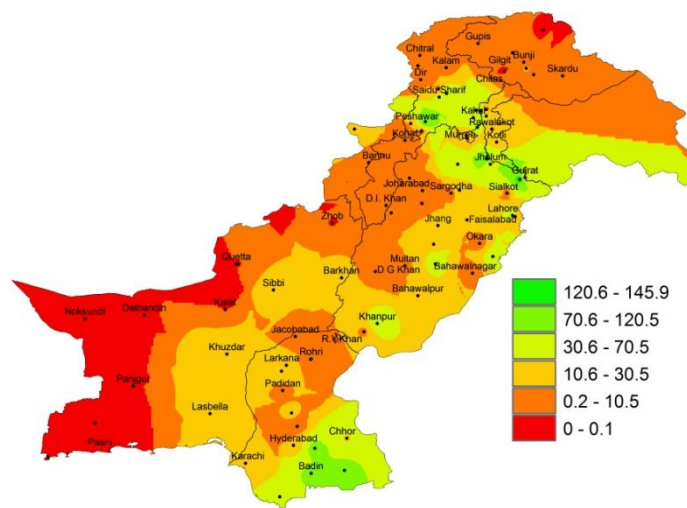 Gupis
Chitral
Bunji
Gilgit
Kalam
Skardu
Dir
Chilas
Saidu Sharif
Kakul
Peshawar
Rawalakot
Kohat
Murree
Kotli
Bannu
Jhelum
Gujrat
Joharabad
Sargodha
Sialkot
D.I. Khan
Lahore
Zhob
Jhang
Faisalabad
Okara
Quetta
Multan
D G Khan
Barkhan
Bahawalnagar
Sibbi
Bahawalpur
Nokkundi
Dalbandin
Kalat
Khanpur
Jacobabad
R.Y.Khan
Khuzdar
Rohri
Larkana
Panjgur
Padidan
Lasbella
Chhor
Hyderabad
Pasni
Karachi
Badin
120.6 - 145.9
70.6 - 120.5
30.6 - 70.5
10.6 - 30.5
0.2 - 10.5
0 - 0.1